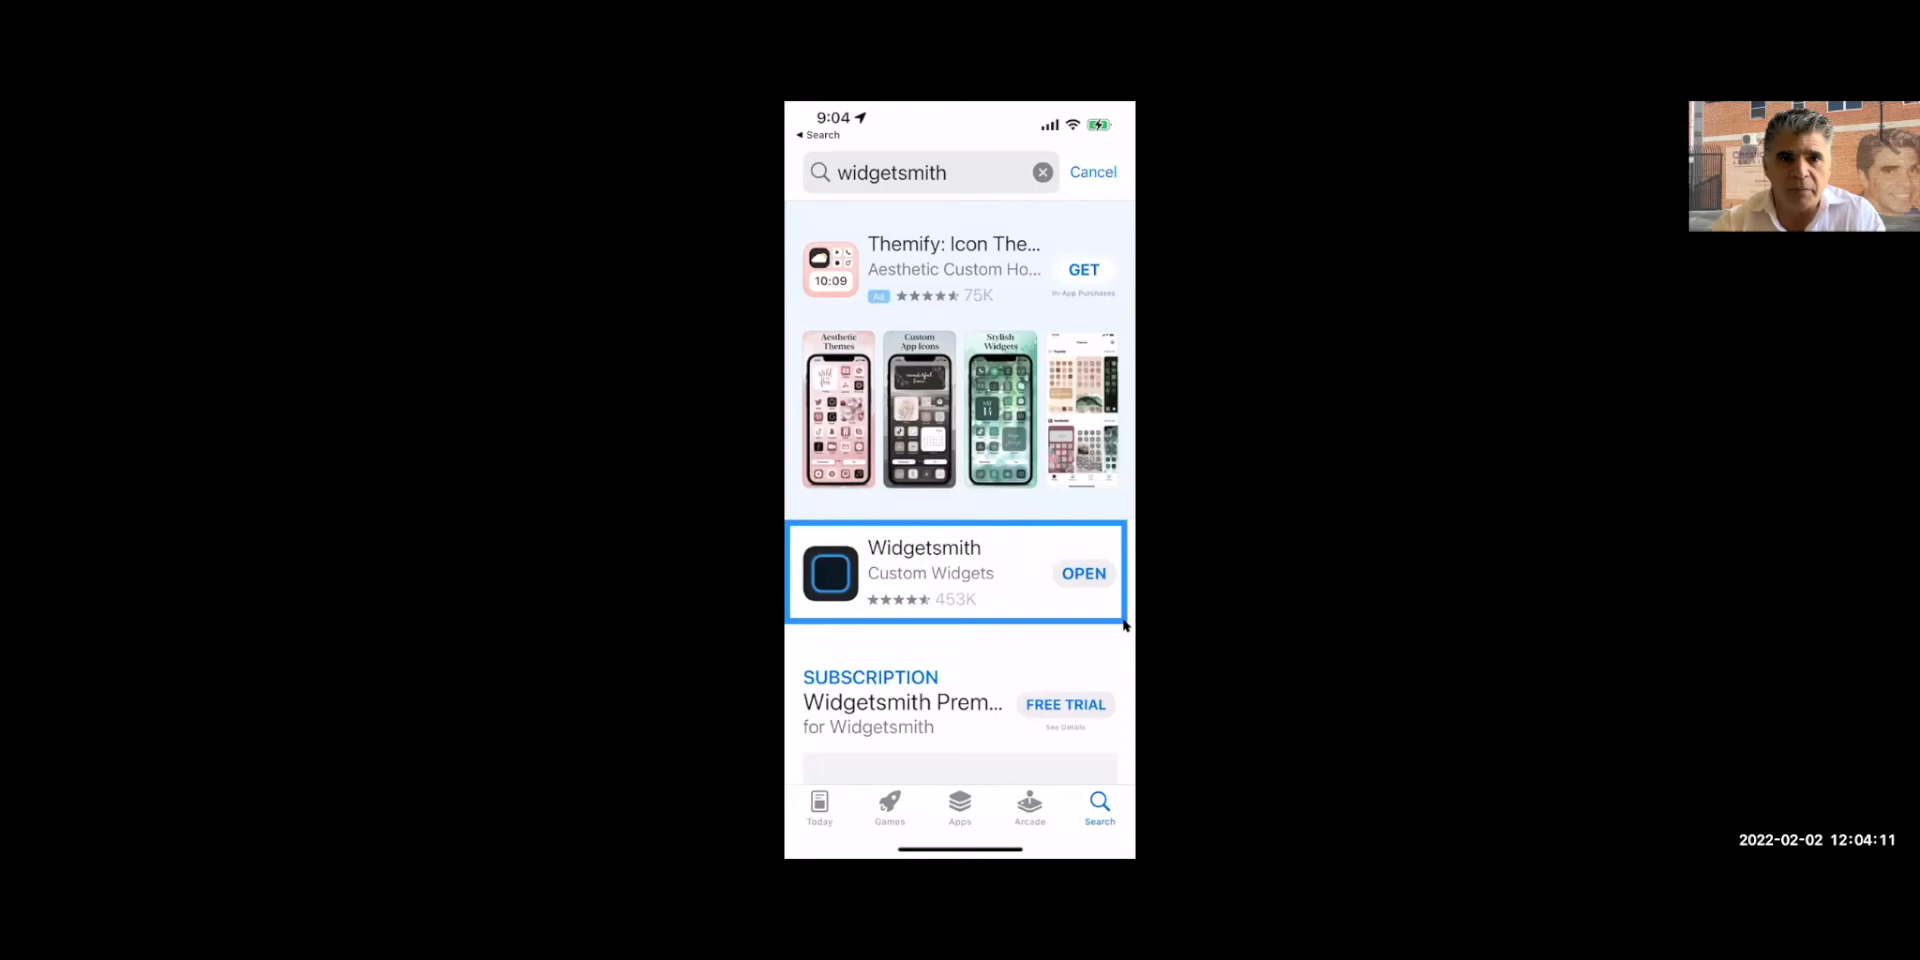 9:04
Search
widgetsmith
Cancel
Themify: Icon The...
Aesthetic Custom Ho...
GET
Ad
75K
In-App Purchases
10:09
Aesthetic
Themes
Custom
App Icons
Stylish
Widgets
Widgetsmith
Custom Widgets
OPEN
453K
SUBSCRIPTION
Widgetsmith Prem...
FREE TRIAL
for Widgetsmith
See Details
Today
Games
Apps
Arcade
Search
2022-02-02 12:04:11